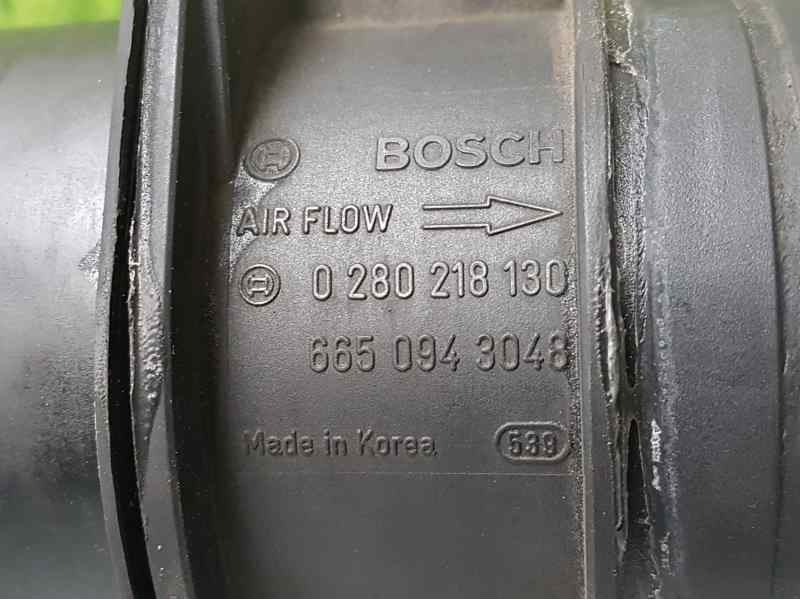 BOSCH
AIR FLOW
0 280 218 130
665 094 3048
Made in Korea 539